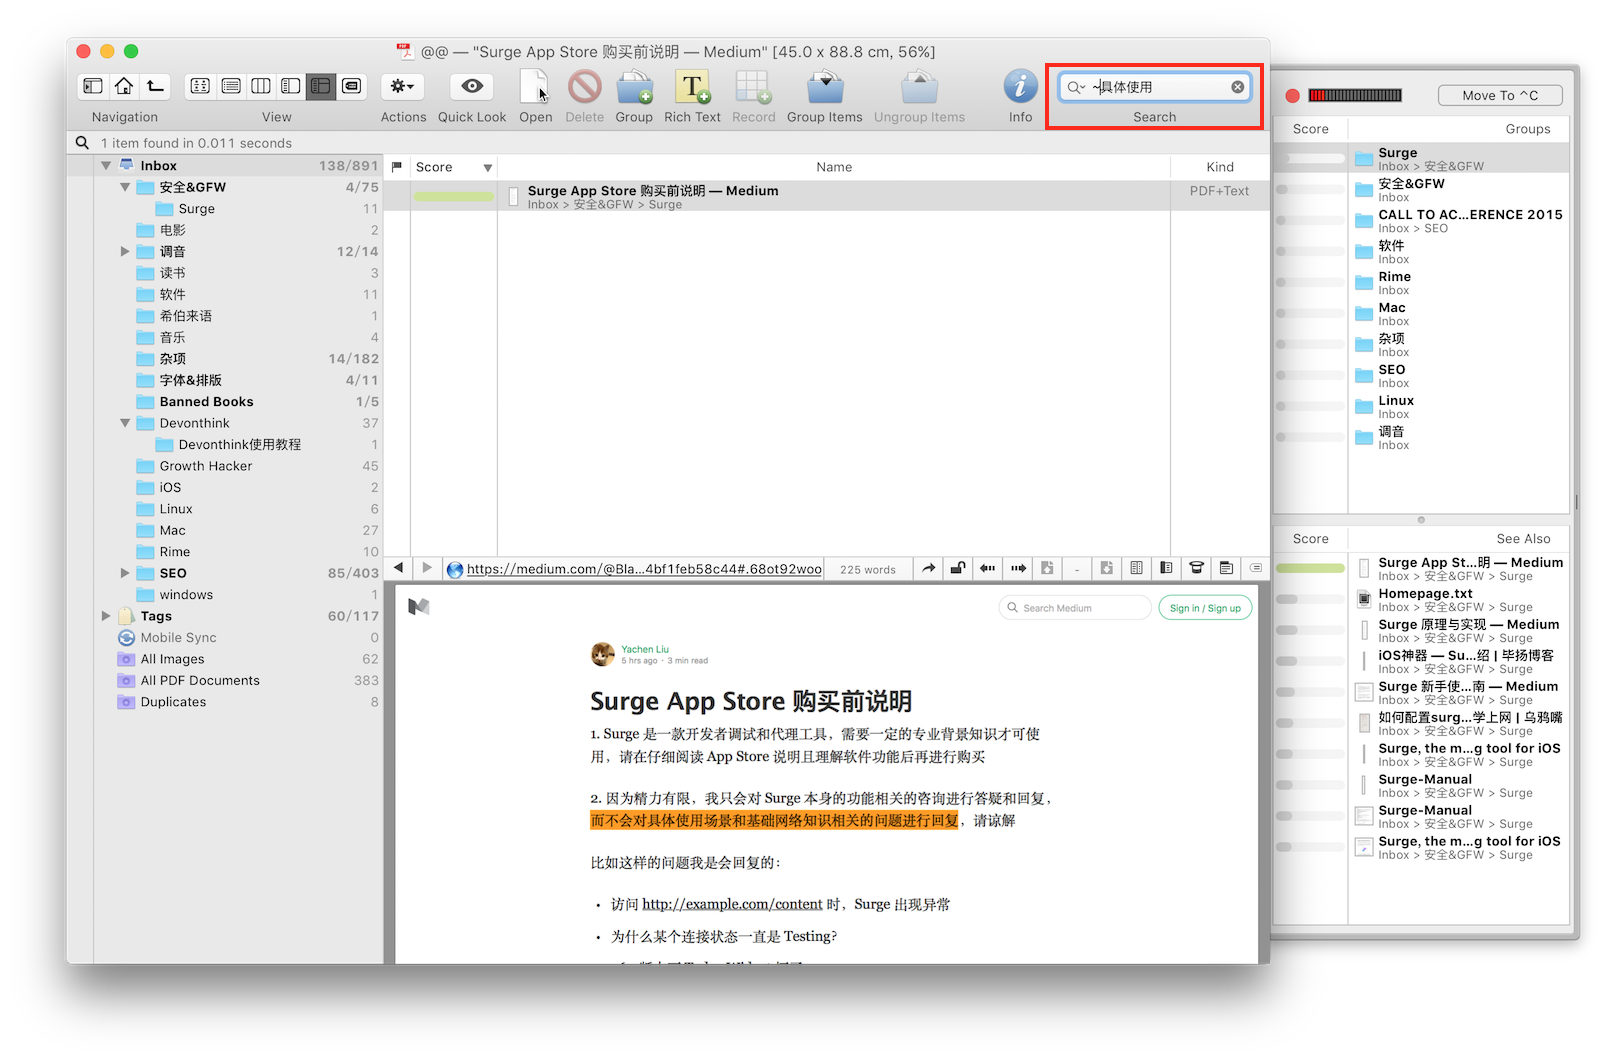 @@ — "Surge App Store 购买前说明 — Medium" [45.0 x 88.8 cm, 56%]
~具体使用
Navigation View Actions Quick Look Open Delete Group Rich Text Record Group Items Ungroup Items Info Search
1 item found in 0.011 seconds
Inbox 138/891
安全&GFW 4/75
Surge 11
电影 2
调音 12/14
读书 3
软件 11
希伯来语 1
音乐 4
杂项 14/182
字体&排版 4/11
Banned Books 1/5
Devonthink 37
Devonthink使用教程 1
Growth Hacker 45
iOS 2
Linux 6
Mac 27
Rime 10
SEO 85/403
windows 1
Tags 60/117
Mobile Sync 0
All Images 62
All PDF Documents 383
Duplicates 8
Score Name Kind
Surge App Store 购买前说明 — Medium PDF+Text
Inbox > 安全&GFW > Surge
https://medium.com/@Bla...4bf1feb58c44#.68ot92woo 225 words
Search Medium Sign in / Sign up
Yachen Liu
5 hrs ago · 3 min read
Surge App Store 购买前说明
1. Surge 是一款开发者调试和代理工具，需要一定的专业背景知识才可使
用，请在仔细阅读 App Store 说明且理解软件功能后再进行购买
2. 因为精力有限，我只会对 Surge 本身的功能相关的咨询进行答疑和回复，
而不会对具体使用场景和基础网络知识相关的问题进行回复，请谅解
比如这样的问题我是会回复的：
• 访问 http://example.com/content 时，Surge 出现异常
• 为什么某个连接状态一直是 Testing?
Move To ^C
Score Groups
Surge
Inbox > 安全&GFW
安全&GFW
Inbox
CALL TO AC...ERENCE 2015
Inbox > SEO
软件
Inbox
Rime
Inbox
Mac
Inbox
杂项
Inbox
SEO
Inbox
Linux
Inbox
调音
Inbox
Score See Also
Surge App St...明 — Medium
Inbox > 安全&GFW > Surge
Homepage.txt
Inbox > 安全&GFW > Surge
Surge 原理与实现 — Medium
Inbox > 安全&GFW > Surge
iOS神器 — Su...绍 | 毕扬博客
Inbox > 安全&GFW > Surge
Surge 新手使...南 — Medium
Inbox > 安全&GFW > Surge
如何配置surg...学上网 | 乌鸦嘴
Inbox > 安全&GFW > Surge
Surge, the m...g tool for iOS
Inbox > 安全&GFW > Surge
Surge-Manual
Inbox > 安全&GFW > Surge
Surge-Manual
Inbox > 安全&GFW > Surge
Surge, the m...g tool for iOS
Inbox > 安全&GFW > Surge